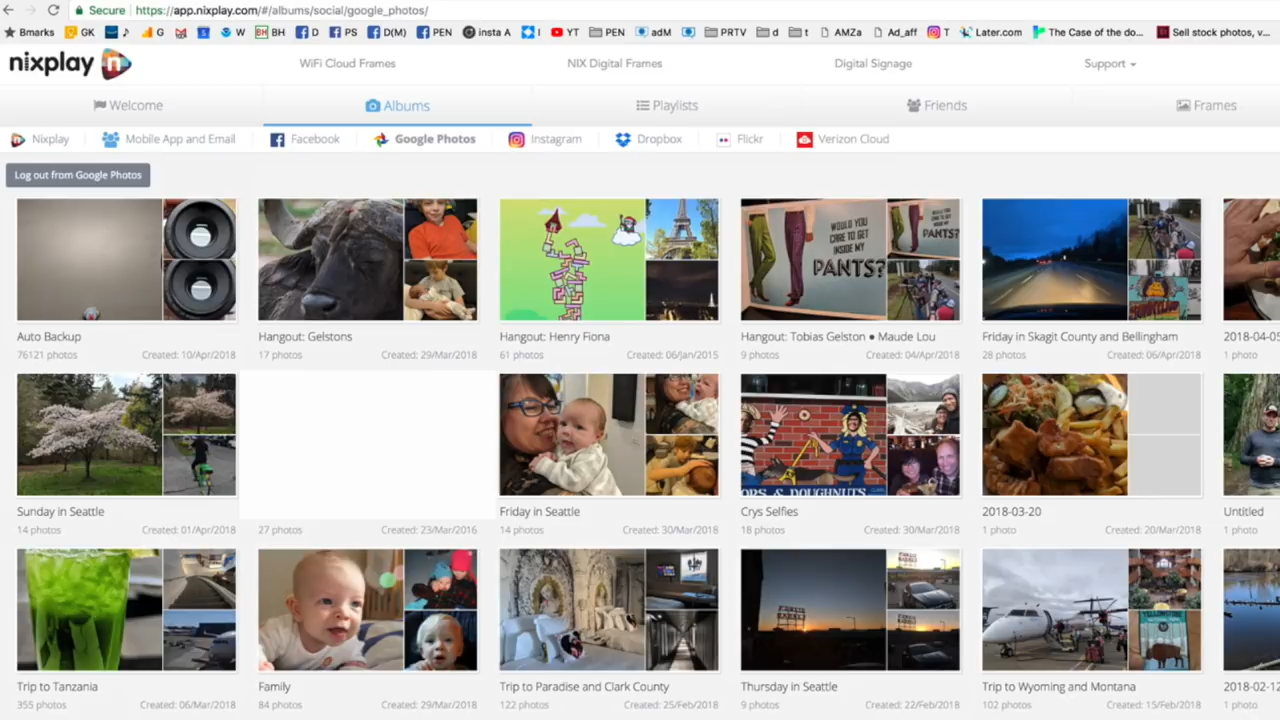 Secure https://app.nixplay.com/#/albums/social/google_photos/
Bmarks GK G W BH BH D PS D(M) PEN insta A I YT PEN adM PRTV d t AMZa Ad_aff T Later.com The Case of the do... Sell stock photos, v...
nixplay n WiFi Cloud Frames NIX Digital Frames Digital Signage Support
Welcome Albums Playlists Friends Frames
Nixplay Mobile App and Email Facebook Google Photos Instagram Dropbox Flickr Verizon Cloud
Log out from Google Photos
WOULD YOU CARE TO GET INSIDE MY PANTS?
Auto Backup Hangout: Gelstons Hangout: Henry Fiona Hangout: Tobias Gelston ● Maude Lou Friday in Skagit County and Bellingham 2018-04-05
76121 photos Created: 10/Apr/2018 17 photos Created: 29/Mar/2018 61 photos Created: 06/Jan/2015 9 photos Created: 04/Apr/2018 28 photos Created: 06/Apr/2018 1 photo
OPS & DOUGHNUTS
Sunday in Seattle Friday in Seattle Crys Selfies 2018-03-20 Untitled
14 photos Created: 01/Apr/2018 27 photos Created: 23/Mar/2016 14 photos Created: 30/Mar/2018 18 photos Created: 30/Mar/2018 1 photo Created: 20/Mar/2018 1 photo
Trip to Tanzania Family Trip to Paradise and Clark County Thursday in Seattle Trip to Wyoming and Montana 2018-02-12
355 photos Created: 06/Mar/2018 84 photos Created: 29/Mar/2018 122 photos Created: 25/Feb/2018 9 photos Created: 22/Feb/2018 102 photos Created: 15/Feb/2018 1 photo